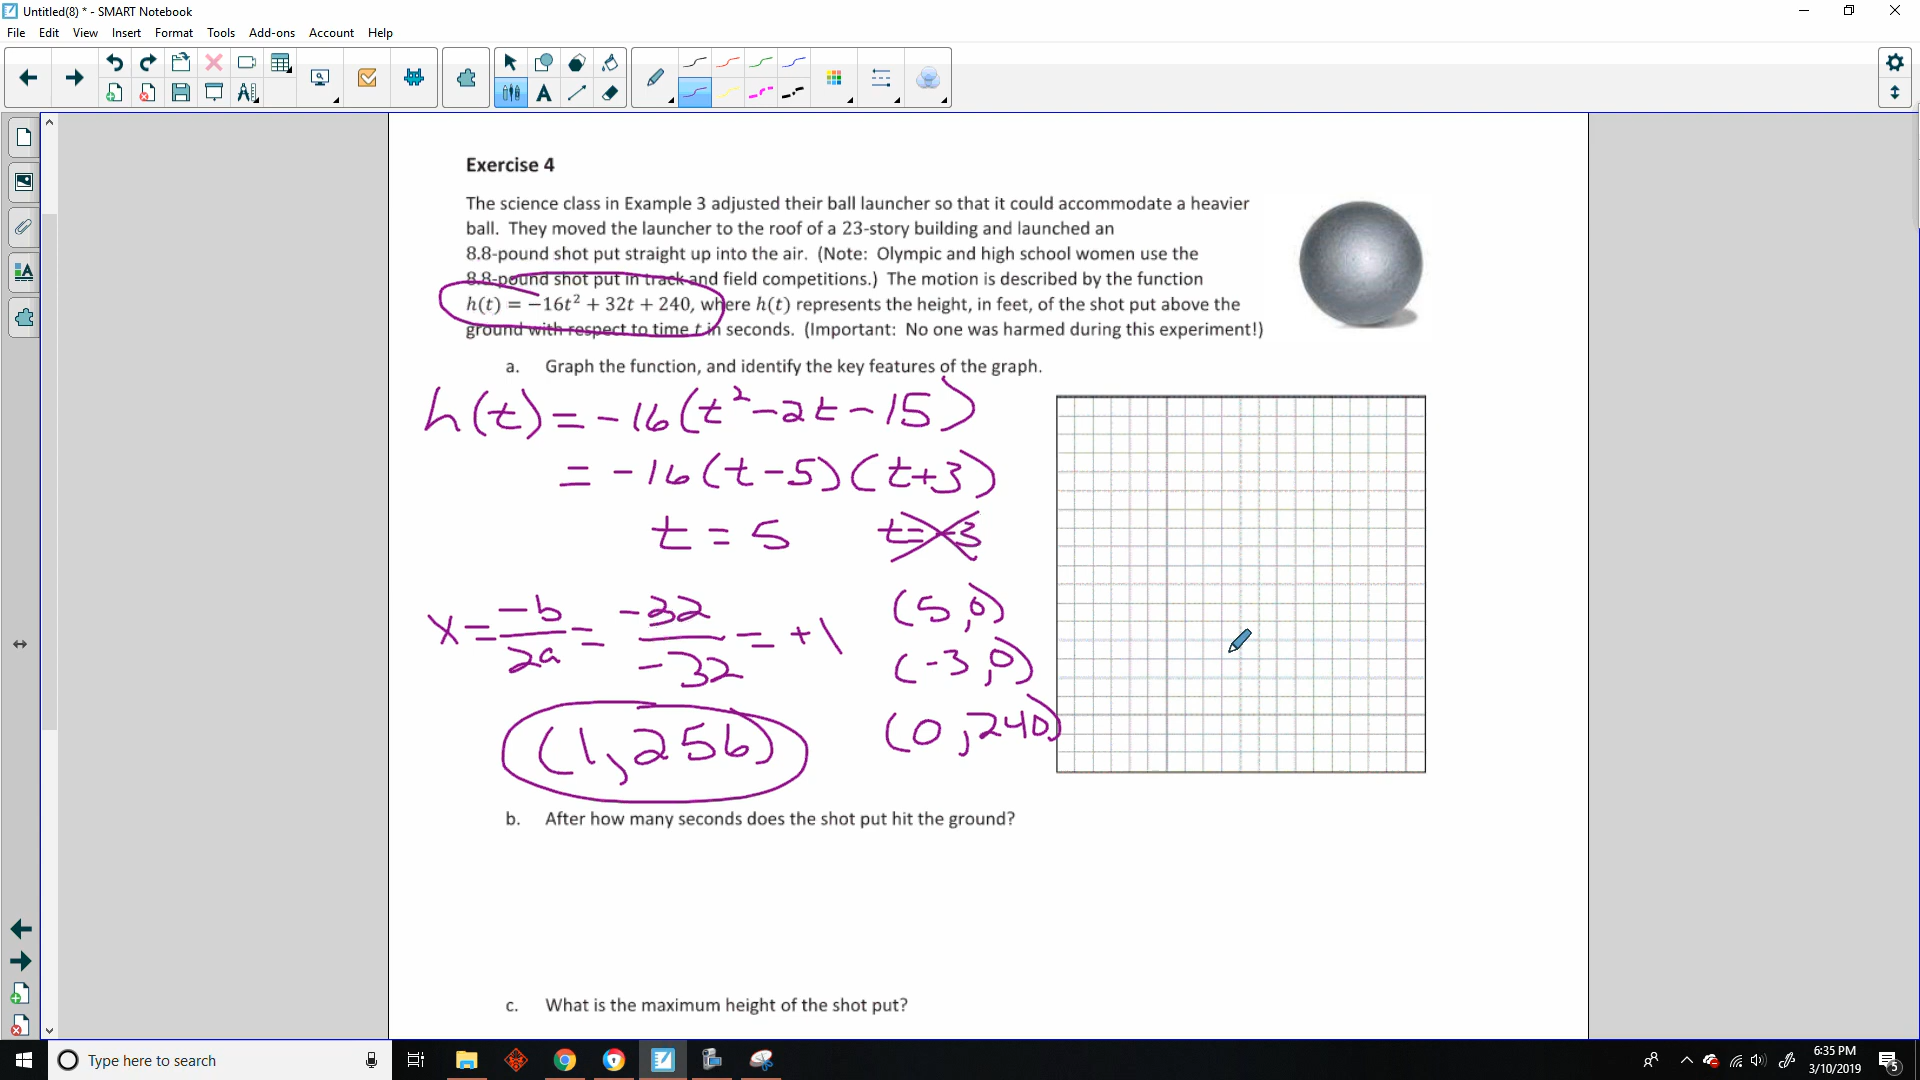 Untitled(8) * - SMART Notebook
File Edit View Insert Format Tools Add-ons Account Help
Exercise 4
The science class in Example 3 adjusted their ball launcher so that it could accommodate a heavier
ball. They moved the launcher to the roof of a 23-story building and launched an
8.8-pound shot put straight up into the air. (Note: Olympic and high school women use the
8.8-pound shot put in track and field competitions.) The motion is described by the function
h(t) = −16t² + 32t + 240, where h(t) represents the height, in feet, of the shot put above the
ground with respect to time t in seconds. (Important: No one was harmed during this experiment!)
a. Graph the function, and identify the key features of the graph.
h(t) = -16(t²-2t-15)
= -16(t-5)(t+3)
t = 5 t=-3
x = -b/2a = -32/-32 = +1
(5,0)
(-3,0)
(0,240)
(1,256)
b. After how many seconds does the shot put hit the ground?
c. What is the maximum height of the shot put?
Type here to search
6:35 PM
3/10/2019
5